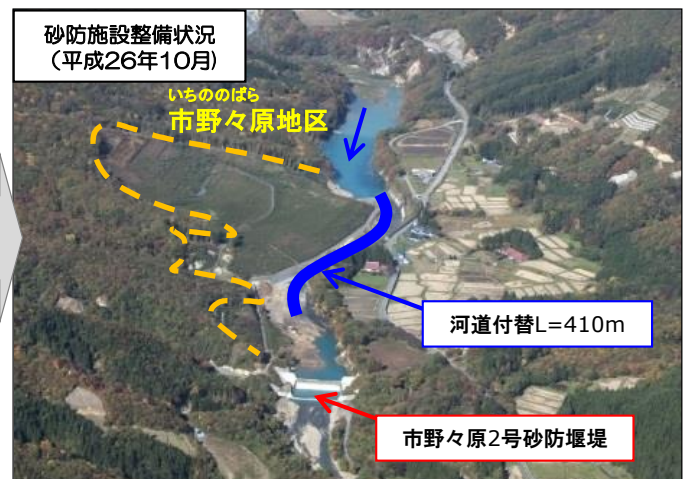 砂防施設整備状況
（平成26年10月）
いちののばら
市野々原地区
河道付替L=410m
市野々原2号砂防堰堤